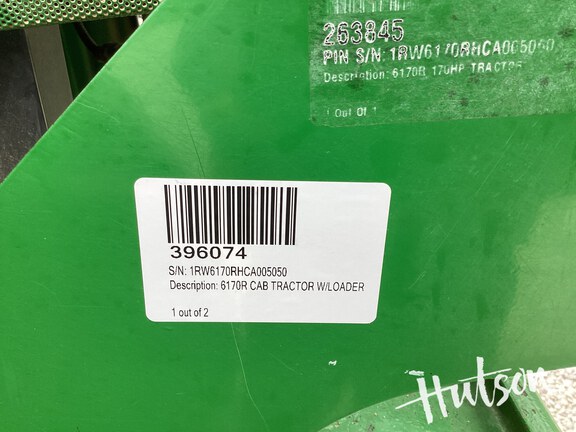 263845
PIN S/N: 1RW6170RHCA005050
Description: 6170R 170HP TRACTOR
1 Out Of 1
396074
S/N: 1RW6170RHCA005050
Description: 6170R CAB TRACTOR W/LOADER
1 out of 2
Hutson